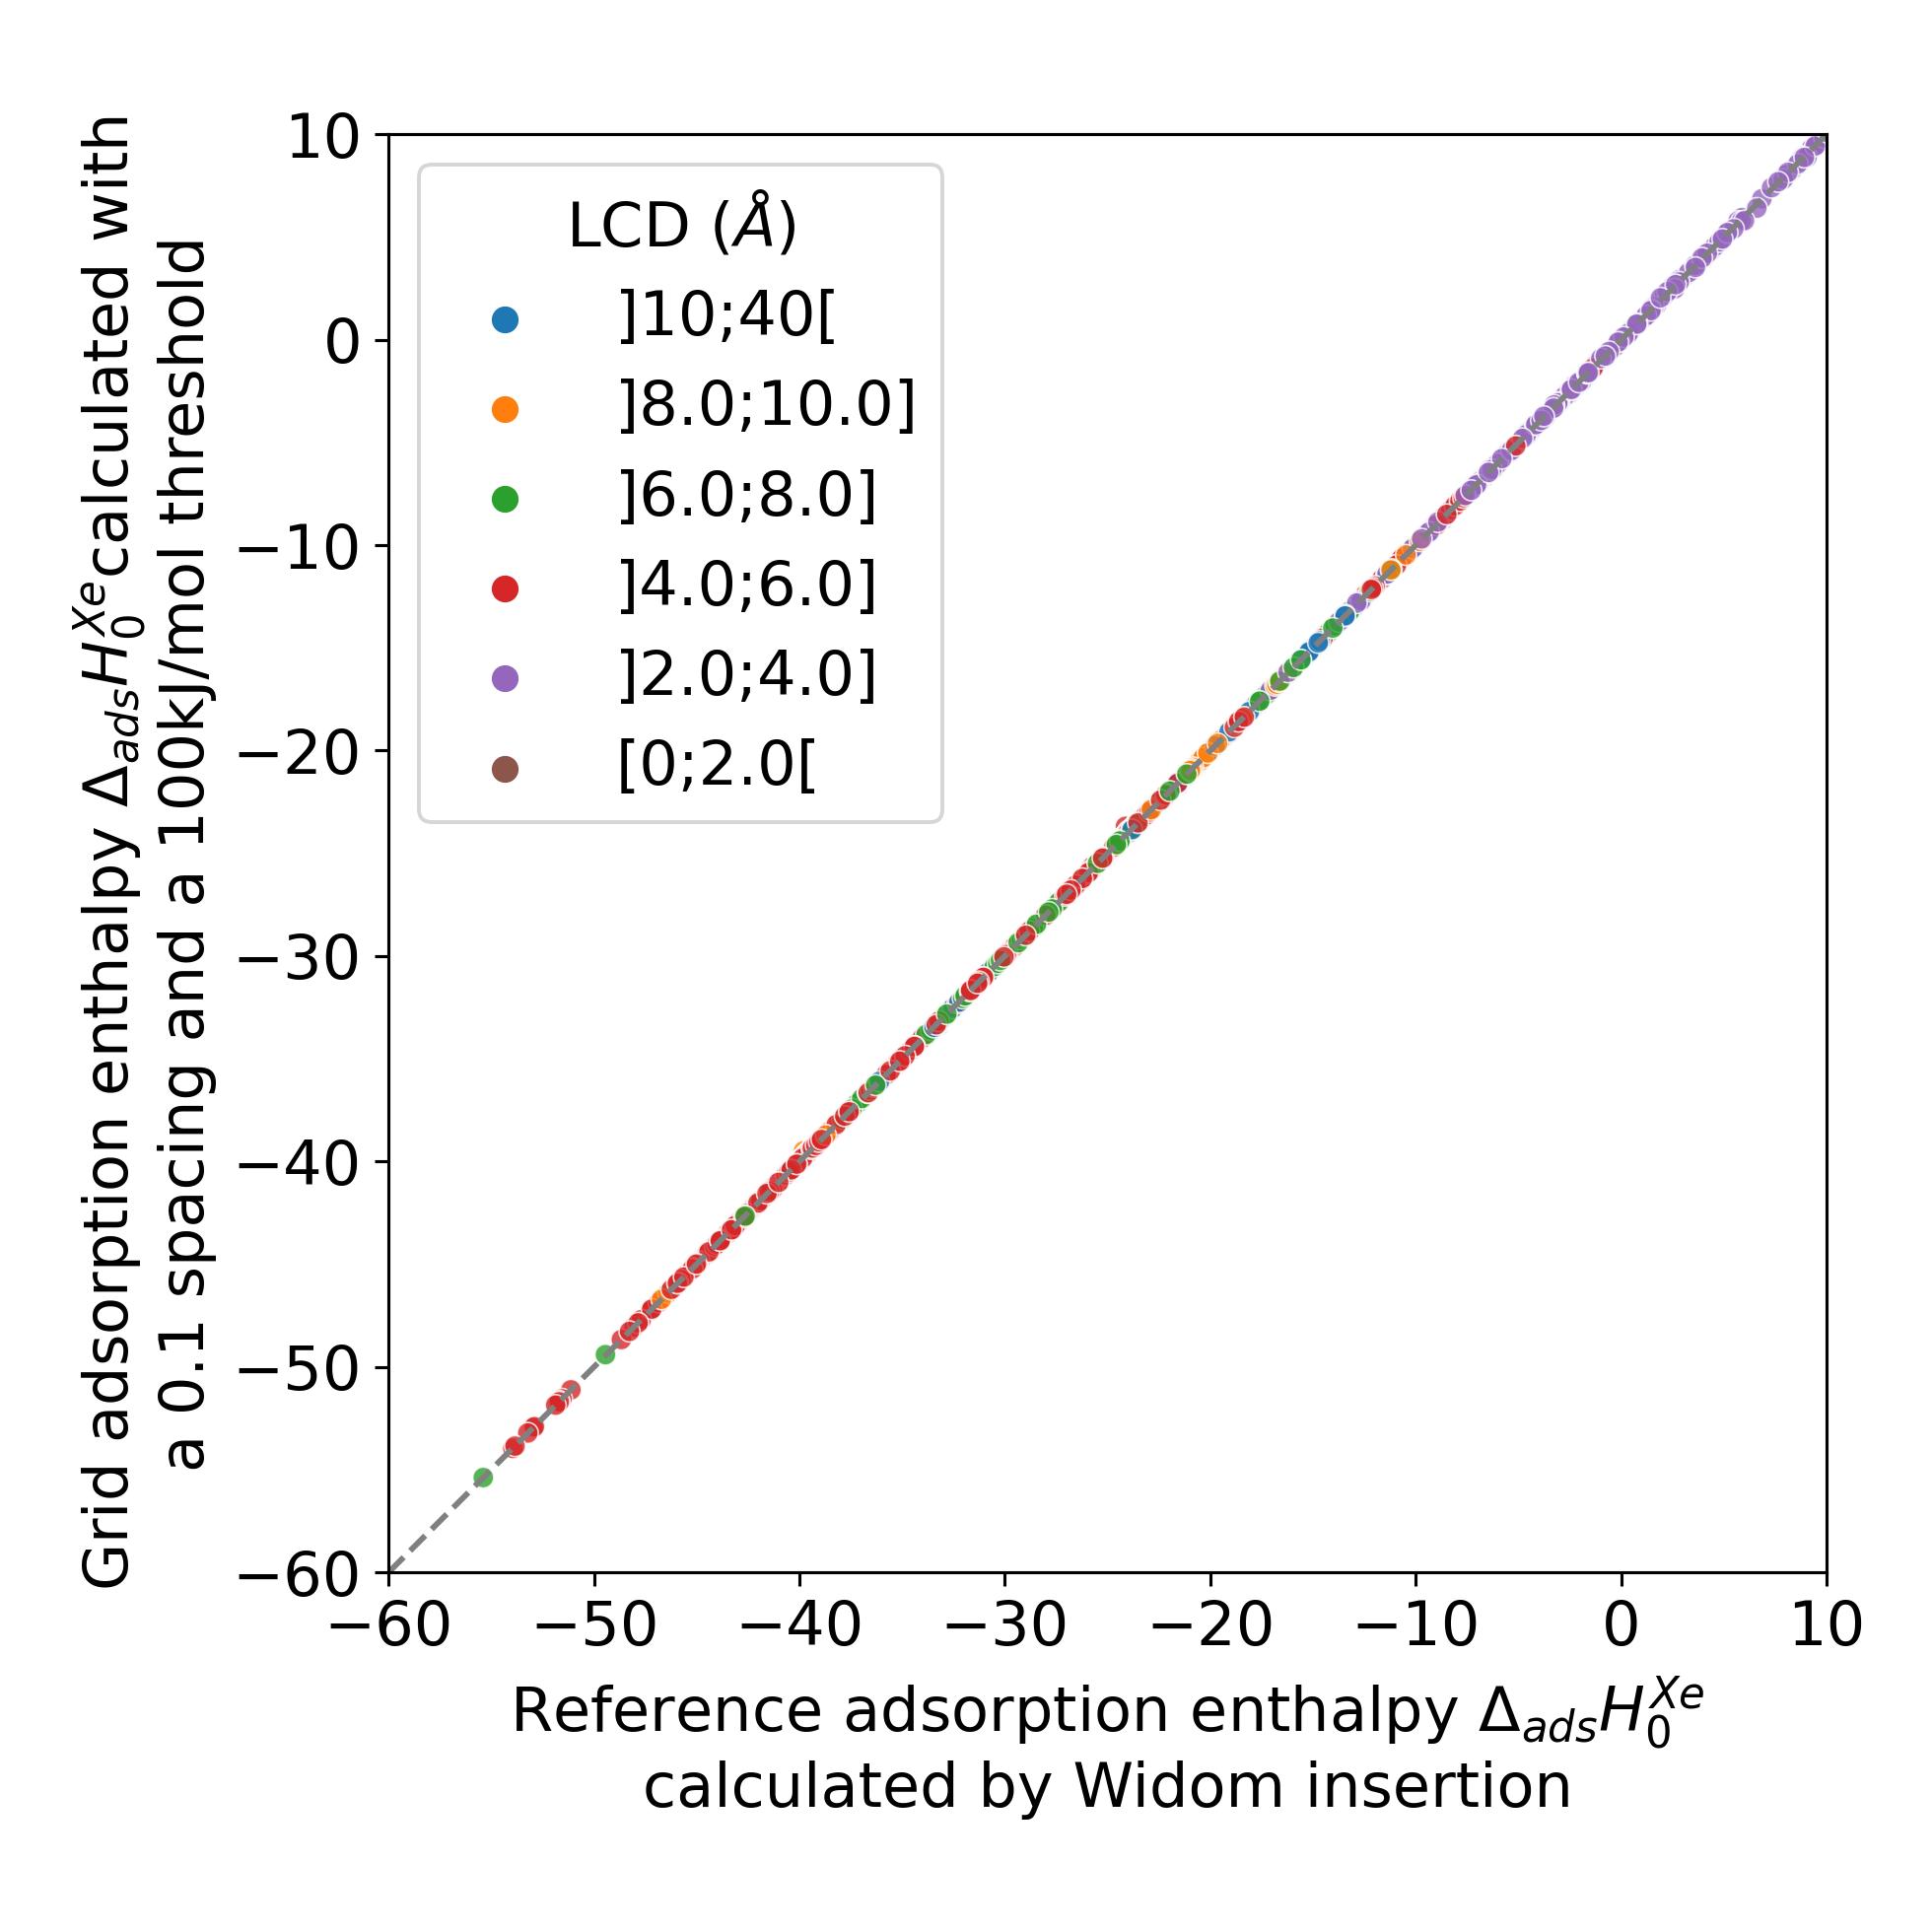 Grid adsorption enthalpy Δ_ads H_0^Xe calculated with
a 0.1 spacing and a 100kJ/mol threshold
10
0
−10
−20
−30
−40
−50
−60
LCD (Å)
]10;40[
]8.0;10.0]
]6.0;8.0]
]4.0;6.0]
]2.0;4.0]
[0;2.0[
−60 −50 −40 −30 −20 −10 0 10
Reference adsorption enthalpy Δ_ads H_0^Xe
calculated by Widom insertion